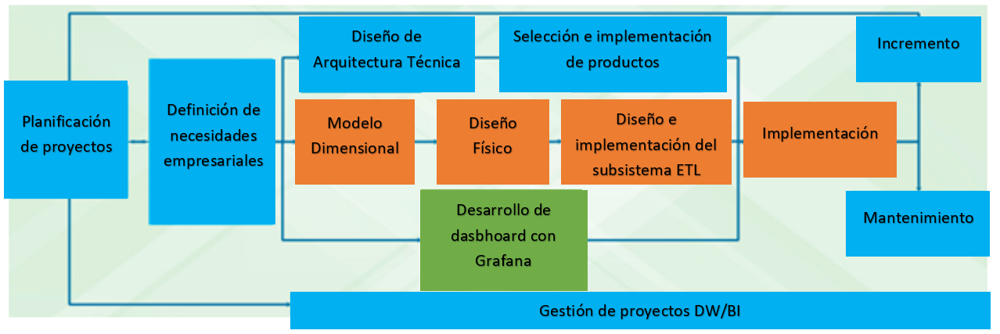 Planificación
de proyectos
Definición de
necesidades
empresariales
Diseño de
Arquitectura Técnica
Selección e implementación
de productos
Modelo
Dimensional
Diseño
Físico
Diseño e
implementación del
subsistema ETL
Desarrollo de
dasbhoard con
Grafana
Implementación
Incremento
Mantenimiento
Gestión de proyectos DW/BI